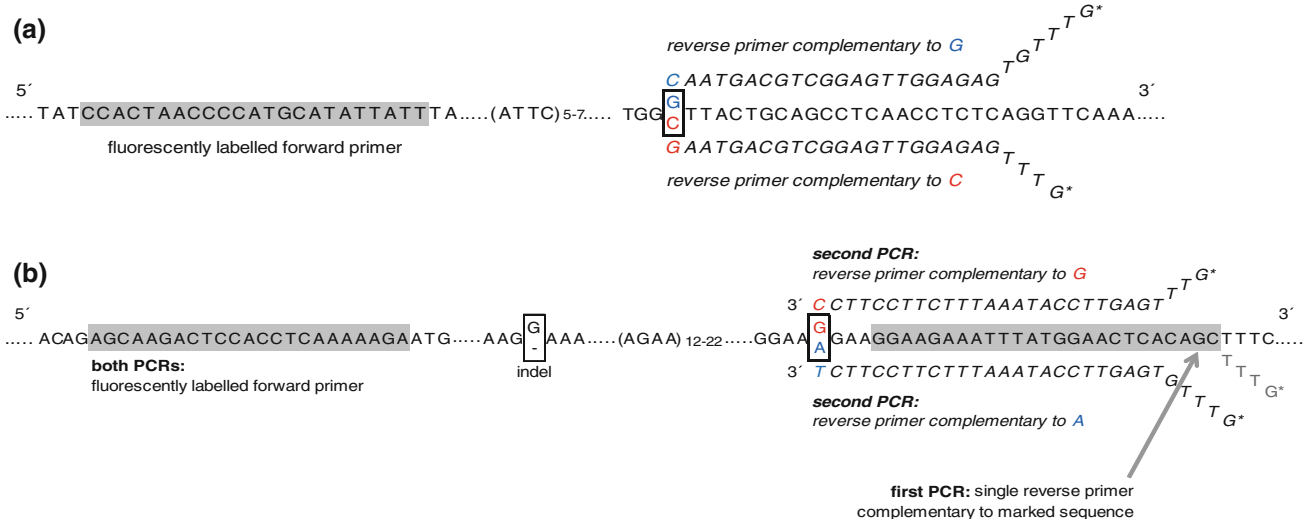 (a)
reverse primer complementary to G
G*
T
T
T
G
T
C AATGACGTCGGAGTTGGAGAG
5´
3´
..... TATCCACTAACCCCATGCATATTATTTA.....(ATTC) 5-7..... TGG G TTACTGCAGCCTCAACCTCTCAGGTTCAAA.....
C
fluorescently labelled forward primer
G AATGACGTCGGAGTTGGAGAG
T
T
T
G*
reverse primer complementary to C
(b)
second PCR:
reverse primer complementary to G
3´ C CTTCCTTCTTTAAATACCTTGAGT
T
T
G*
5´
3´
..... ACAGAGCAAGACTCCACCTCAAAAAGAATG.....AAG G AAA.....(AGAA) 12-22.....GGAA G GAAGGAAGAAATTTATGGAACTCACAGCTTTTC.....
-
A
indel
both PCRs:
fluorescently labelled forward primer
3´ T CTTCCTTCTTTAAATACCTTGAGT
G
T
T
T
G*
T
T
T
G*
second PCR:
reverse primer complementary to A
first PCR: single reverse primer
complementary to marked sequence